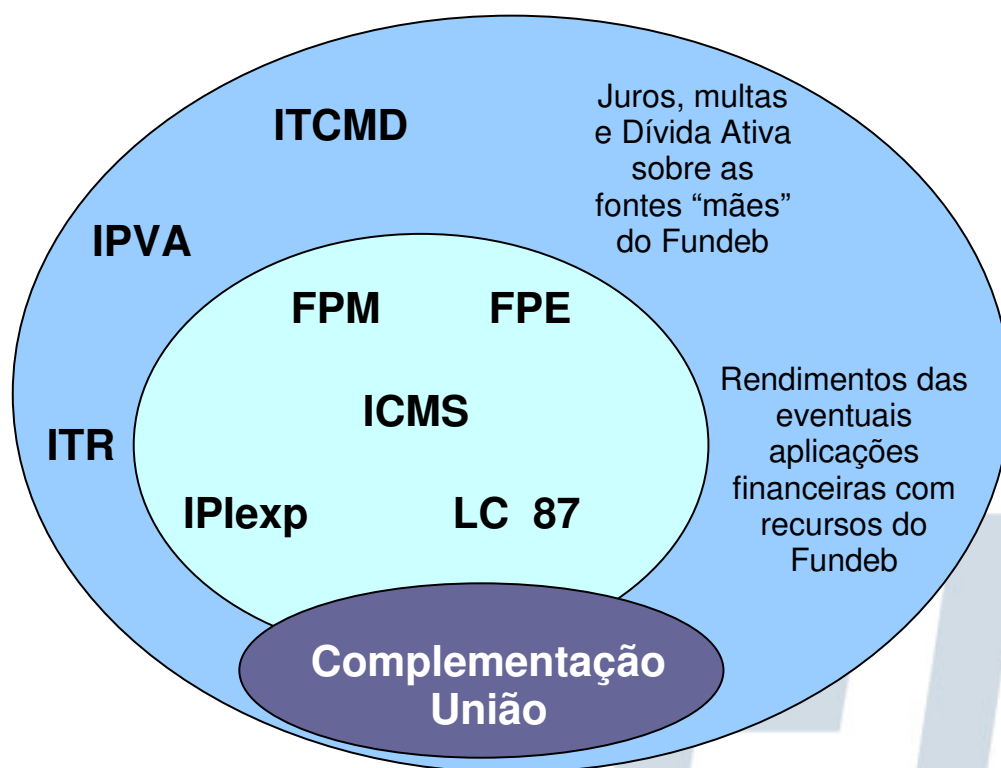 ITCMD
Juros, multas
e Dívida Ativa
sobre as
fontes “mães”
do Fundeb
IPVA
FPM FPE
ICMS
ITR
IPIexp LC 87
Rendimentos das
eventuais
aplicações
financeiras com
recursos do
Fundeb
Complementação
União